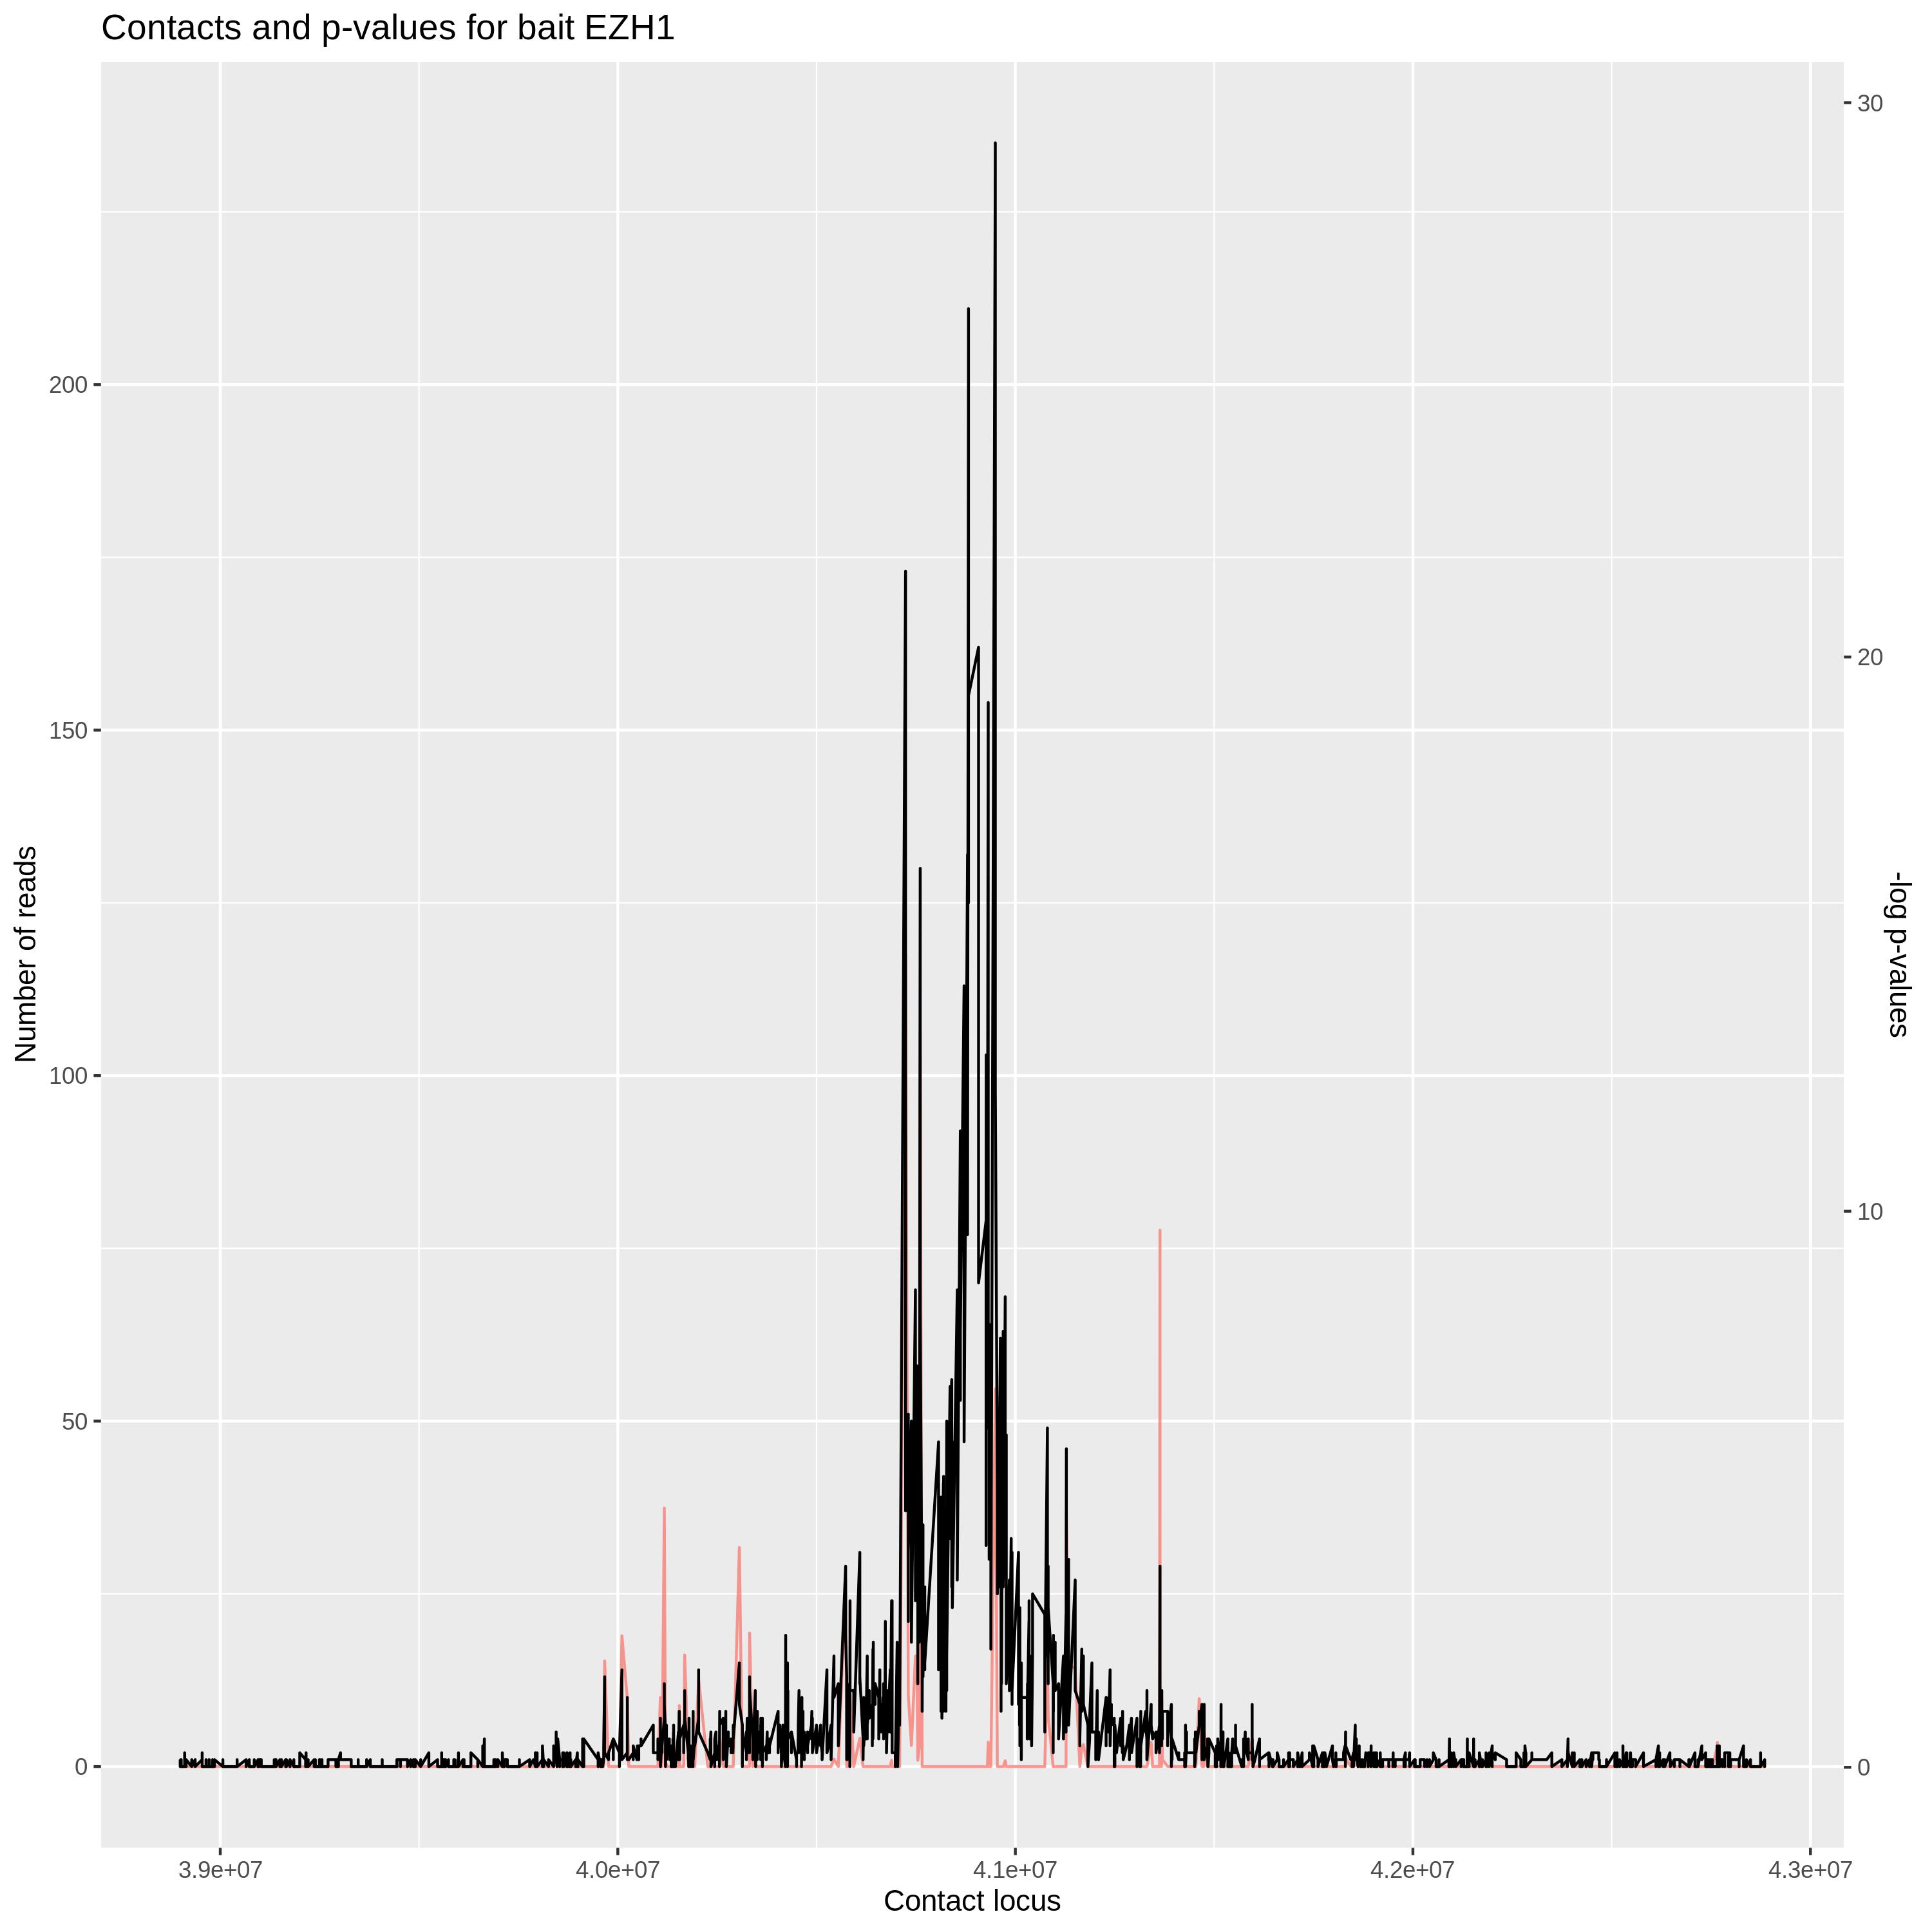 Contacts and p-values for bait EZH1
30
200
20
150
Number of reads
-log p-values
100
10
50
0
0
3.9e+07
4.0e+07
4.1e+07
4.2e+07
4.3e+07
Contact locus